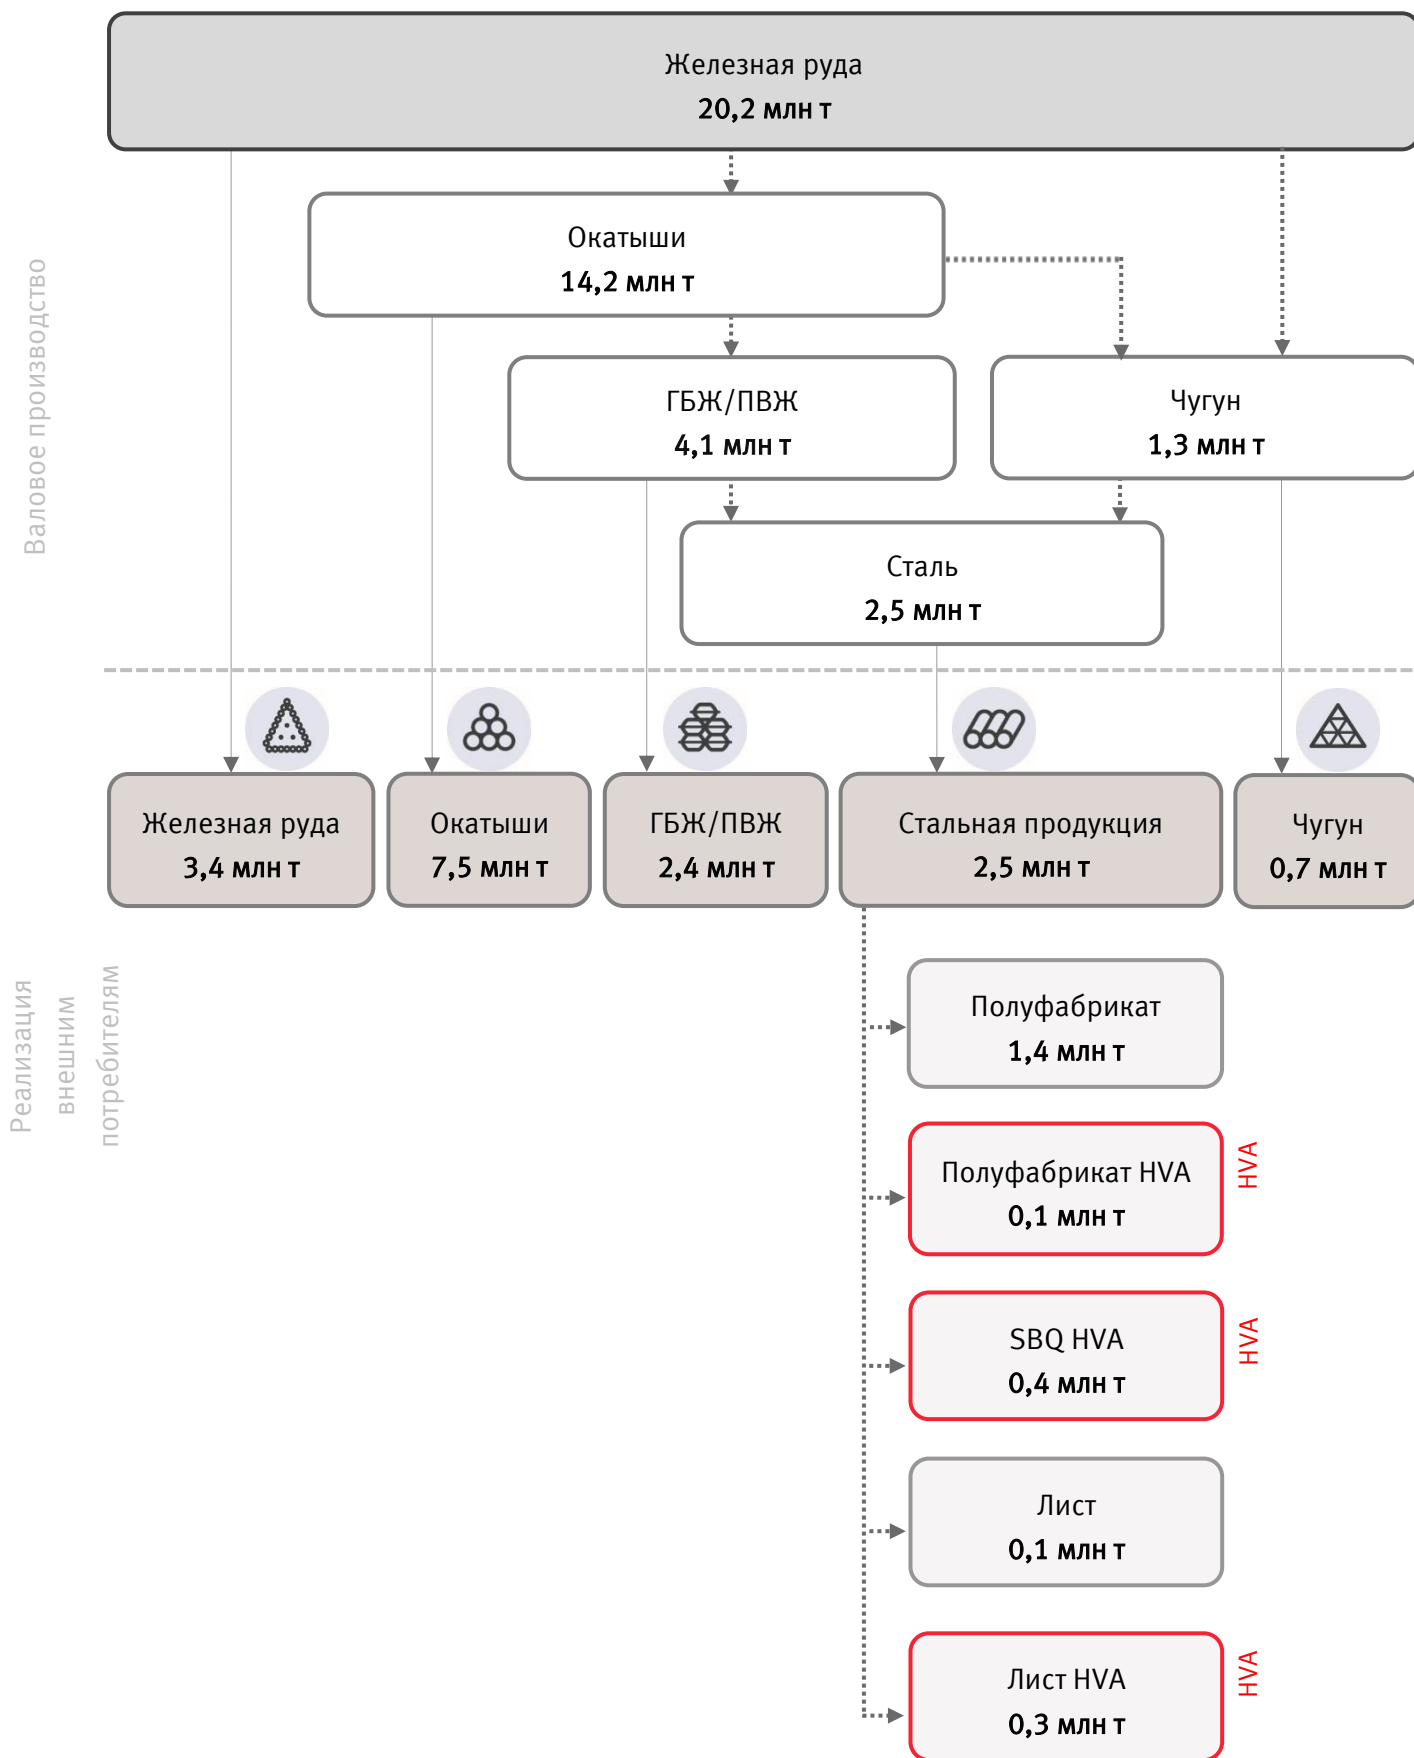 Железная руда
20,2 млн т
Окатыши
14,2 млн т
Валовое производство
ГБЖ/ПВЖ
4,1 млн т
Чугун
1,3 млн т
Сталь
2,5 млн т
Железная руда
3,4 млн т
Окатыши
7,5 млн т
ГБЖ/ПВЖ
2,4 млн т
Стальная продукция
2,5 млн т
Чугун
0,7 млн т
Реализация
внешним
потребителям
Полуфабрикат
1,4 млн т
Полуфабрикат HVA
0,1 млн т
HVA
SBQ HVA
0,4 млн т
HVA
Лист
0,1 млн т
Лист HVA
0,3 млн т
HVA